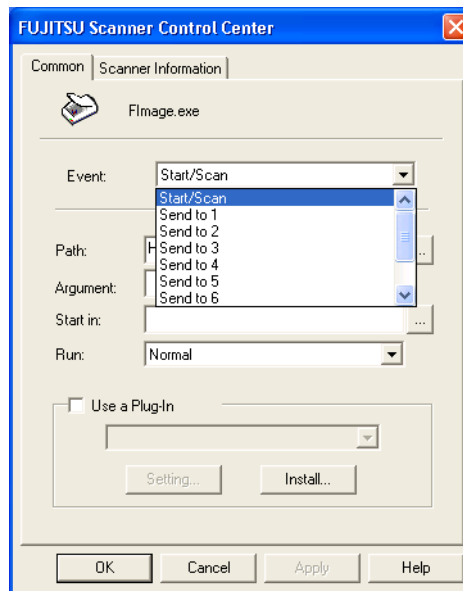 FUJITSU Scanner Control Center
Common Scanner Information
FImage.exe
Event: Start/Scan
Start/Scan
Send to 1
Send to 2
Path: H Send to 3 ..
Send to 4
Argument: Send to 5
Send to 6
Start in: ...
Run: Normal
Use a Plug-In
Setting... Install...
OK Cancel Apply Help